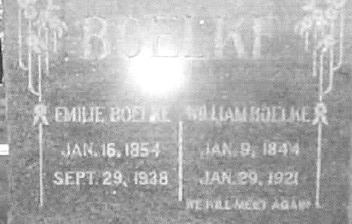 BOELKE
EMILIE BOELKE
JAN. 16, 1854
SEPT. 29, 1938
WILLIAM BOELKE
JAN. 9, 1844
JAN. 29, 1921
WE WILL MEET AGAIN